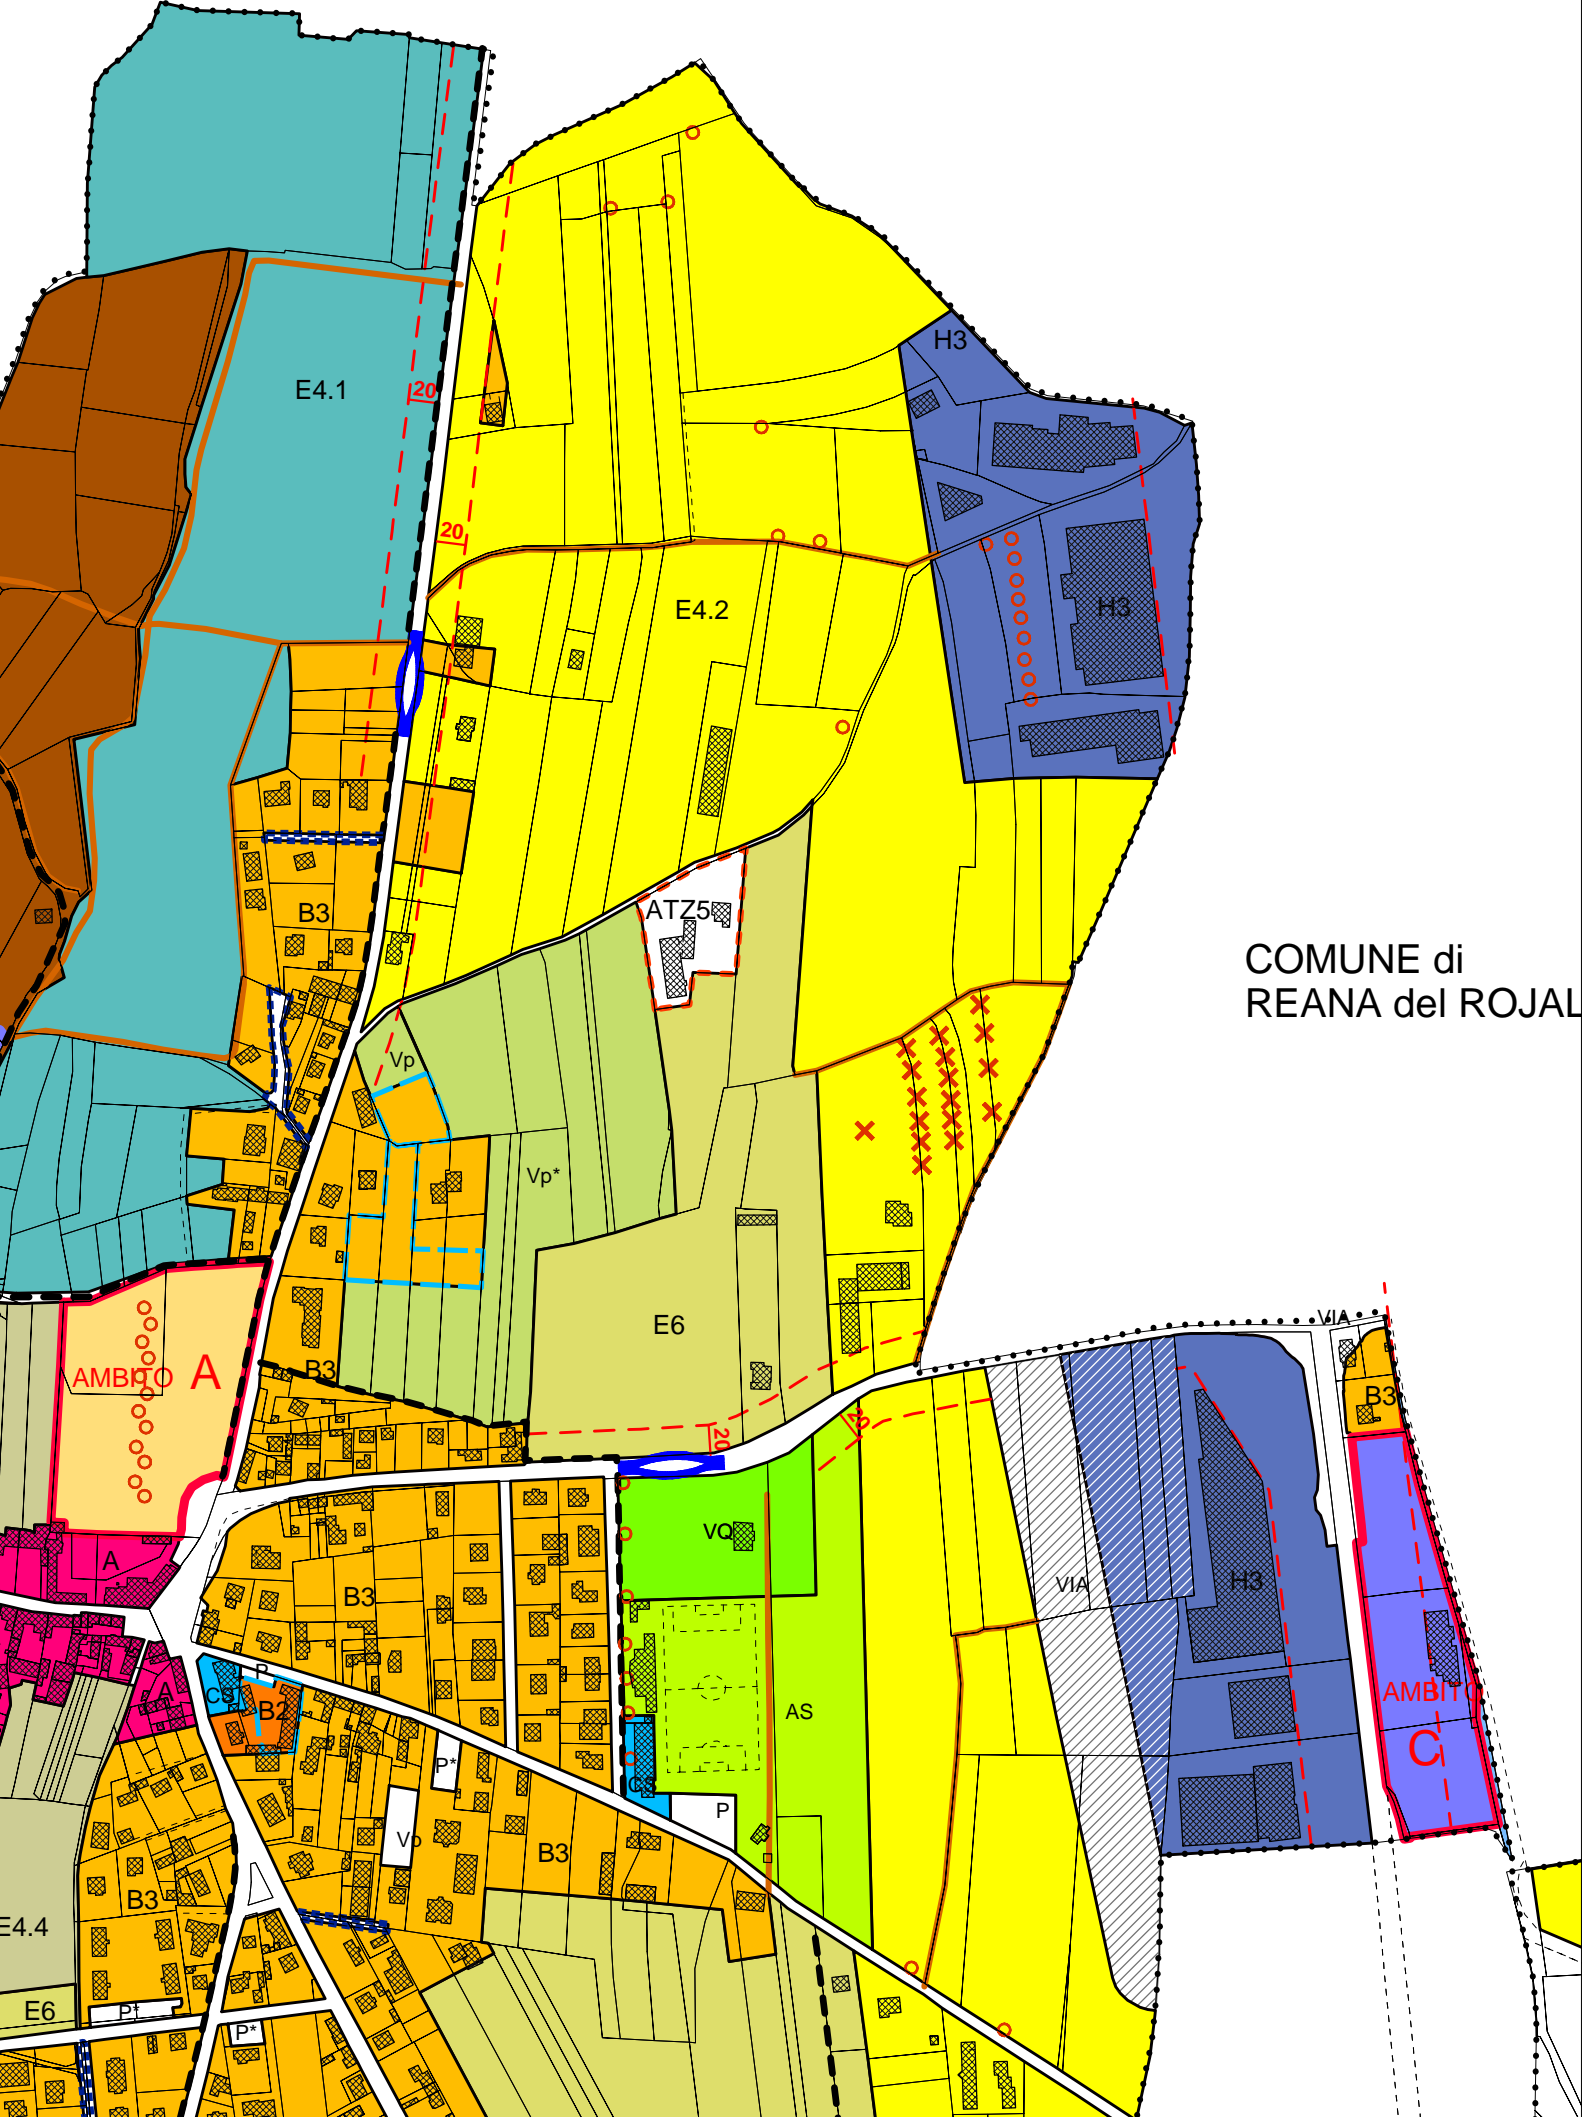 H3
E4.1
20
20
H3
E4.2
ATZ5
B3
COMUNE di
REANA del ROJAL
Vp
Vp*
B3
E6
VIA
AMBITO A
B3
B3
20
20
VQ
A
VIA
H3
B3
P
CS
A
B2
AS
AMBITO
C
P*
CS
P
Vp
B3
B3
E4.4
E6
P*
P*